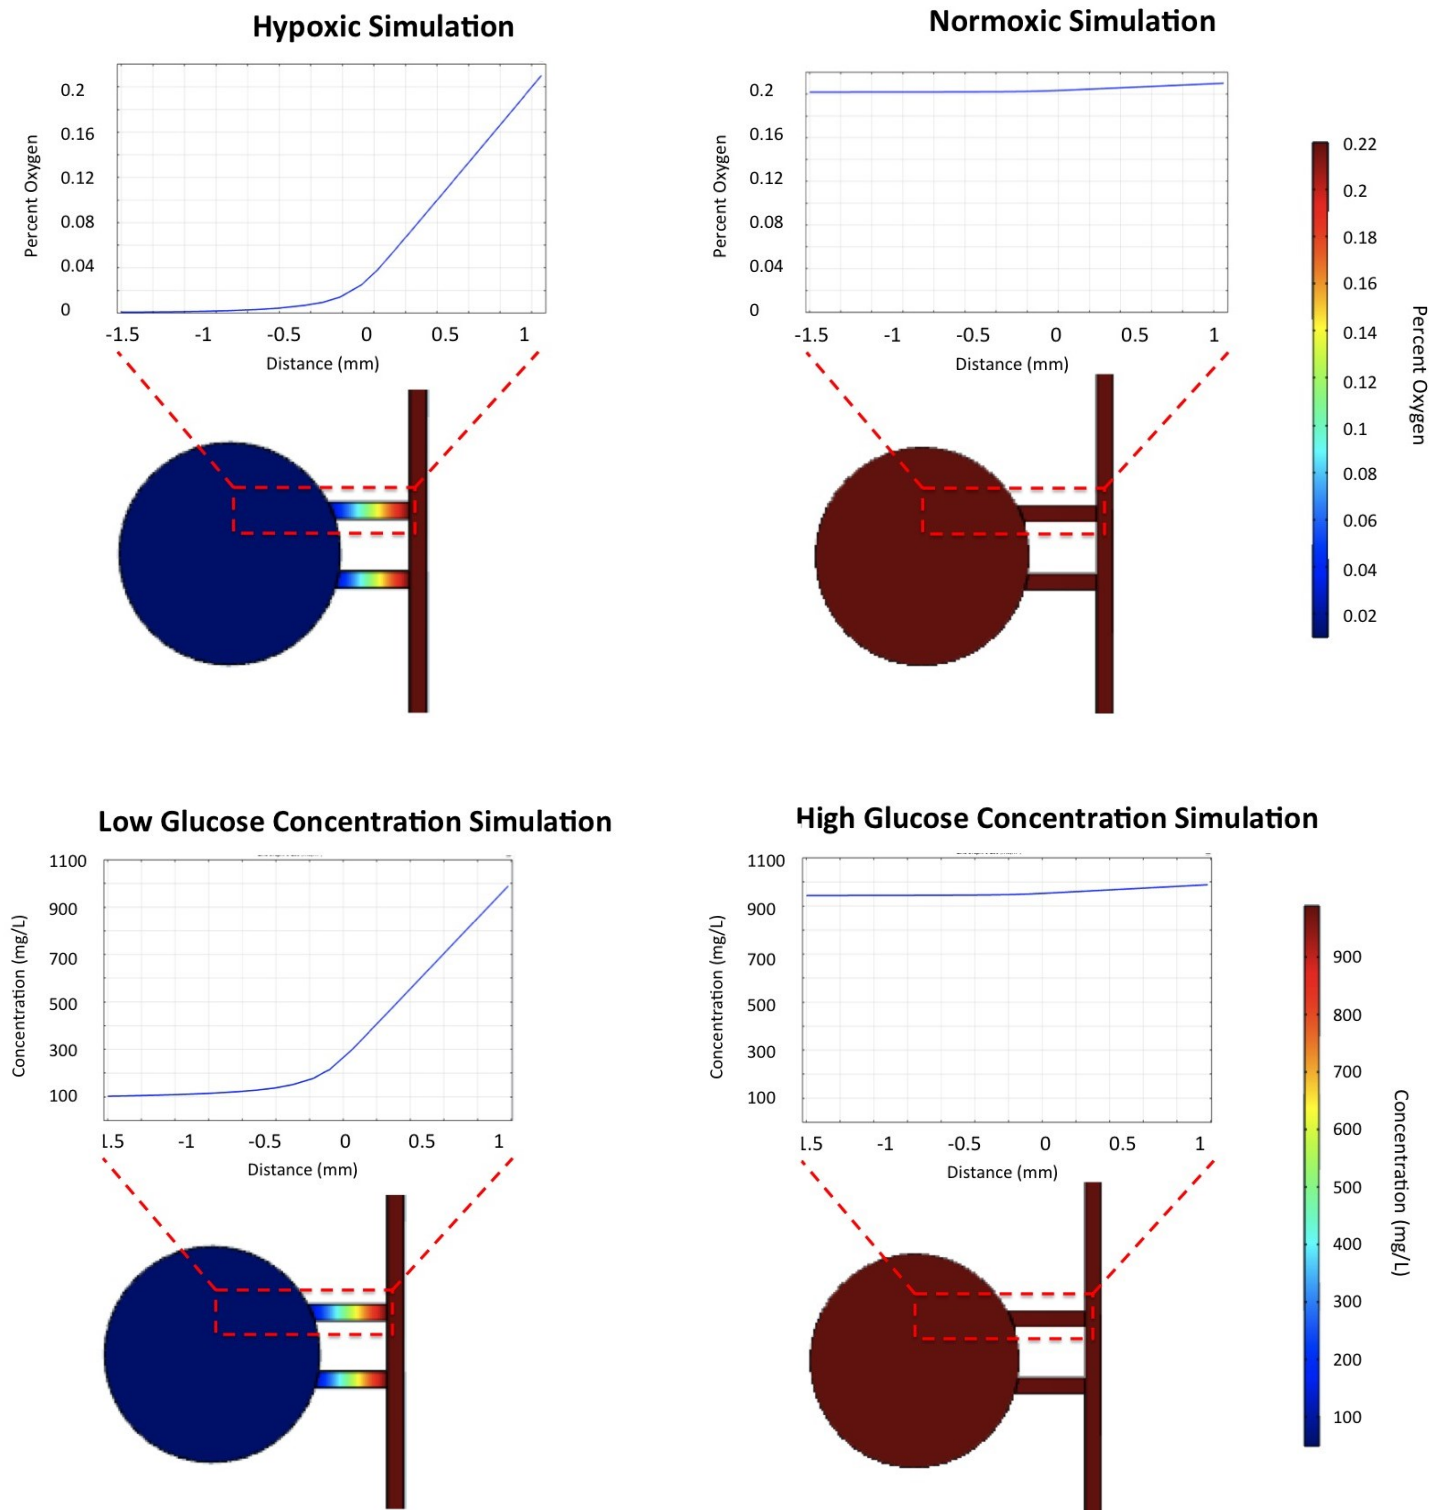 Hypoxic Simulation
Percent Oxygen
0.2
0.16
0.12
0.08
0.04
0
-1.5 -1 -0.5 0 0.5 1
Distance (mm)
Normoxic Simulation
Percent Oxygen
0.2
0.16
0.12
0.08
0.04
0
-1.5 -1 -0.5 0 0.5 1
Distance (mm)
0.22
0.2
0.18
0.16
0.14
0.12
0.1
0.08
0.06
0.04
0.02
Percent Oxygen
Low Glucose Concentration Simulation
Concentration (mg/L)
1100
900
700
500
300
100
1.5 -1 -0.5 0 0.5 1
Distance (mm)
High Glucose Concentration Simulation
Concentration (mg/L)
1100
900
700
500
300
100
1.5 -1 -0.5 0 0.5 1
Distance (mm)
900
800
700
600
500
400
300
200
100
Concentration (mg/L)